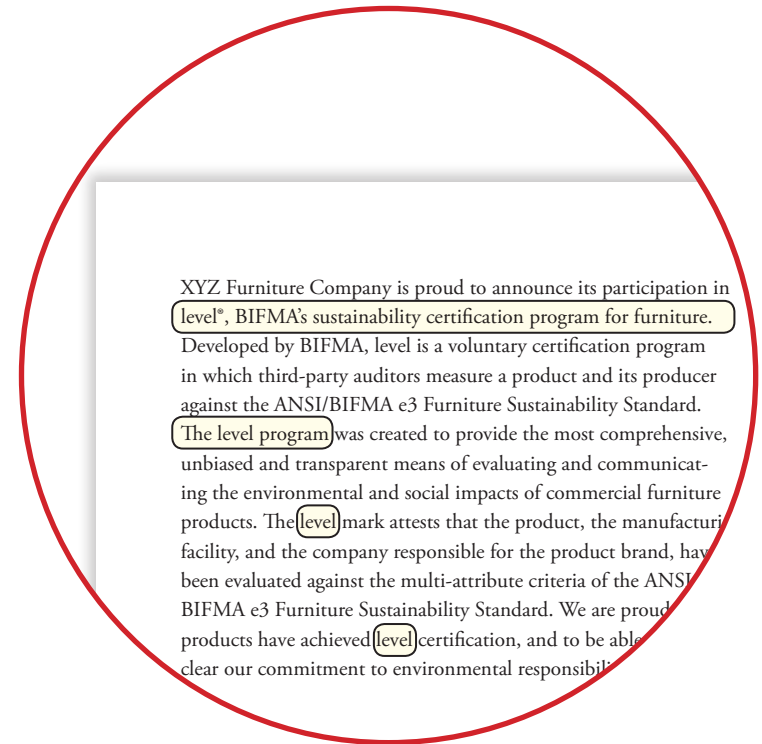 XYZ Furniture Company is proud to announce its participation in
level®, BIFMA’s sustainability certification program for furniture.
Developed by BIFMA, level is a voluntary certification program
in which third-party auditors measure a product and its producer
against the ANSI/BIFMA e3 Furniture Sustainability Standard.
The level program was created to provide the most comprehensive,
unbiased and transparent means of evaluating and communicat-
ing the environmental and social impacts of commercial furniture
products. The level mark attests that the product, the
facility, and the company responsible for the product brand,
been evaluated against the multi-attribute criteria of the
BIFMA e3 Furniture Sustainability Standard. We are proud
products have achieved level certification, and to be able
clear our commitment to environmental